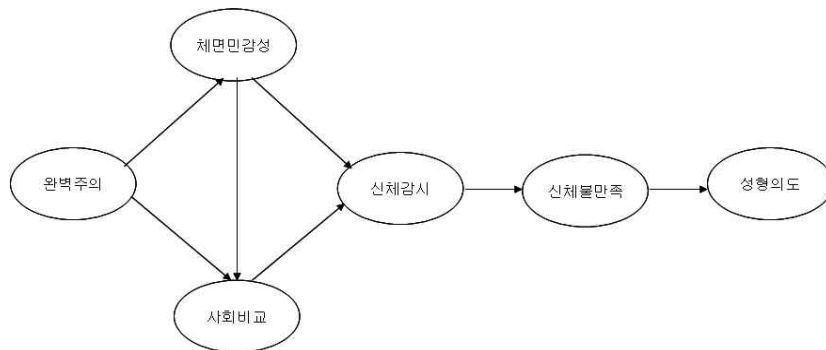 체면민감성
완벽주의
신체감시
신체불만족
성형의도
사회비교